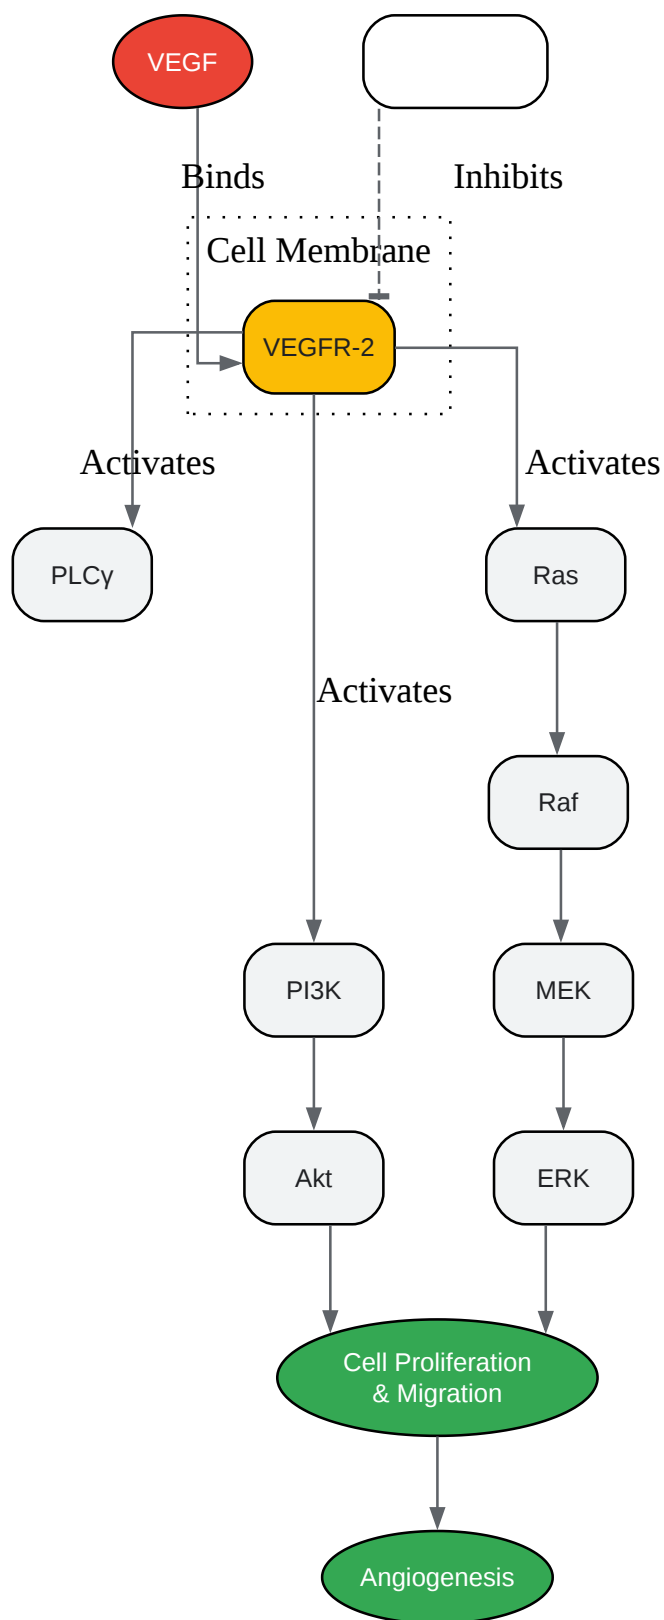 VEGF
Binds
Inhibits
Cell Membrane
VEGFR-2
Activates
Activates
PLCγ
Ras
Activates
Raf
PI3K
MEK
Akt
ERK
Cell Proliferation
& Migration
Angiogenesis